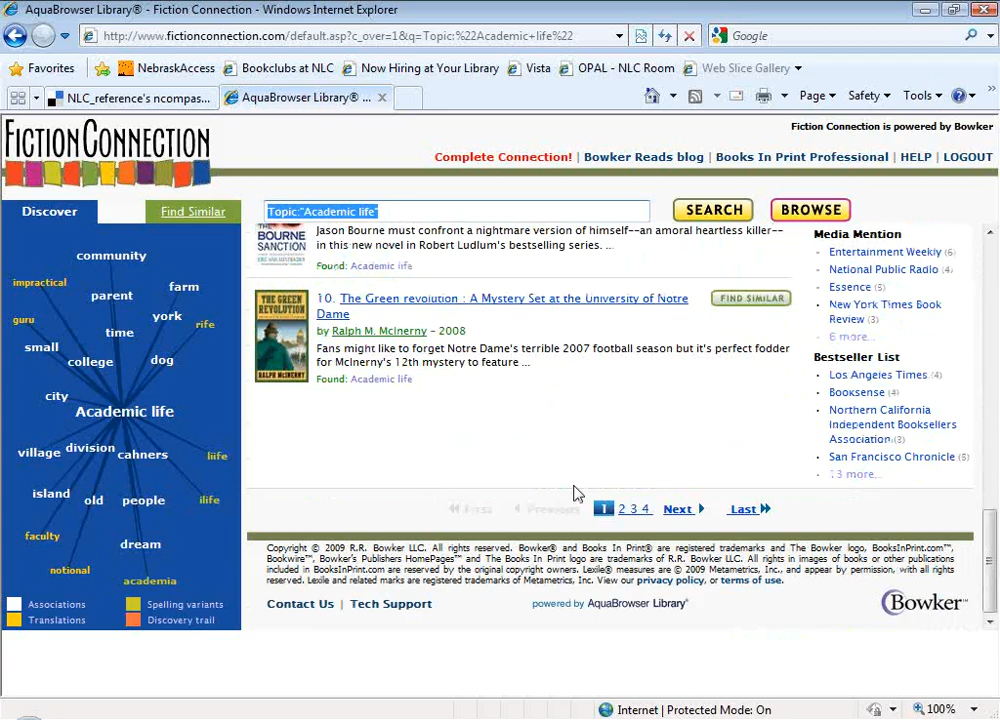 AquaBrowser Library® - Fiction Connection - Windows Internet Explorer
http://www.fictionconnection.com/default.asp?c_over=1&q=Topic:%22Academic+life%22
Google
Favorites
NebraskAccess
Bookclubs at NLC
Now Hiring at Your Library
Vista
OPAL - NLC Room
Web Slice Gallery
NLC_reference's ncompas...
AquaBrowser Library® ...
Page
Safety
Tools
FICTIONCONNECTION
Fiction Connection is powered by Bowker
Complete Connection! | Bowker Reads blog | Books In Print Professional | HELP | LOGOUT
Discover
Find Similar
Topic:"Academic life"
SEARCH
BROWSE
community
impractical
parent
farm
guru
time
york
rife
small
college
dog
city
Academic life
village
division
cahners
liife
island
old
people
ilife
faculty
dream
notional
academia
Associations
Spelling variants
Translations
Discovery trail
THE BOURNE SANCTION
Jason Bourne must confront a nightmare version of himself--an amoral heartless killer--
in this new novel in Robert Ludlum's bestselling series. ...
Found: Academic life
THE GREEN REVOLUTION
RALPH McINERNY
10. The Green revolution : A Mystery Set at the University of Notre
Dame
FIND SIMILAR
by Ralph M. McInerny – 2008
Fans might like to forget Notre Dame's terrible 2007 football season but it's perfect fodder
for McInerny's 12th mystery to feature ...
Found: Academic life
Media Mention
Entertainment Weekly (6)
National Public Radio (4)
Essence (5)
New York Times Book
Review (3)
6 more...
Bestseller List
Los Angeles Times (4)
Booksense (4)
Northern California
Independent Booksellers
Association (3)
San Francisco Chronicle (5)
13 more...
First
Previous
1 2 3 4
Next
Last
Copyright © 2009 R.R. Bowker LLC. All rights reserved. Bowker® and Books In Print® are registered trademarks and The Bowker logo, BooksInPrint.com™,
Bookwire™, Bowker's Publishers HomePages™ and The Books In Print logo are trademarks of R.R. Bowker LLC. All rights in images of books or other publications
included in BooksInPrint.com are reserved by the original copyright owners. Lexile® measures are © 2009 Metametrics, Inc., and appear by permission, with all rights
reserved. Lexile and related marks are registered trademarks of Metametrics, Inc. View our privacy policy, or terms of use.
Contact Us | Tech Support
powered by AquaBrowser Library®
Bowker™
Internet | Protected Mode: On
100%